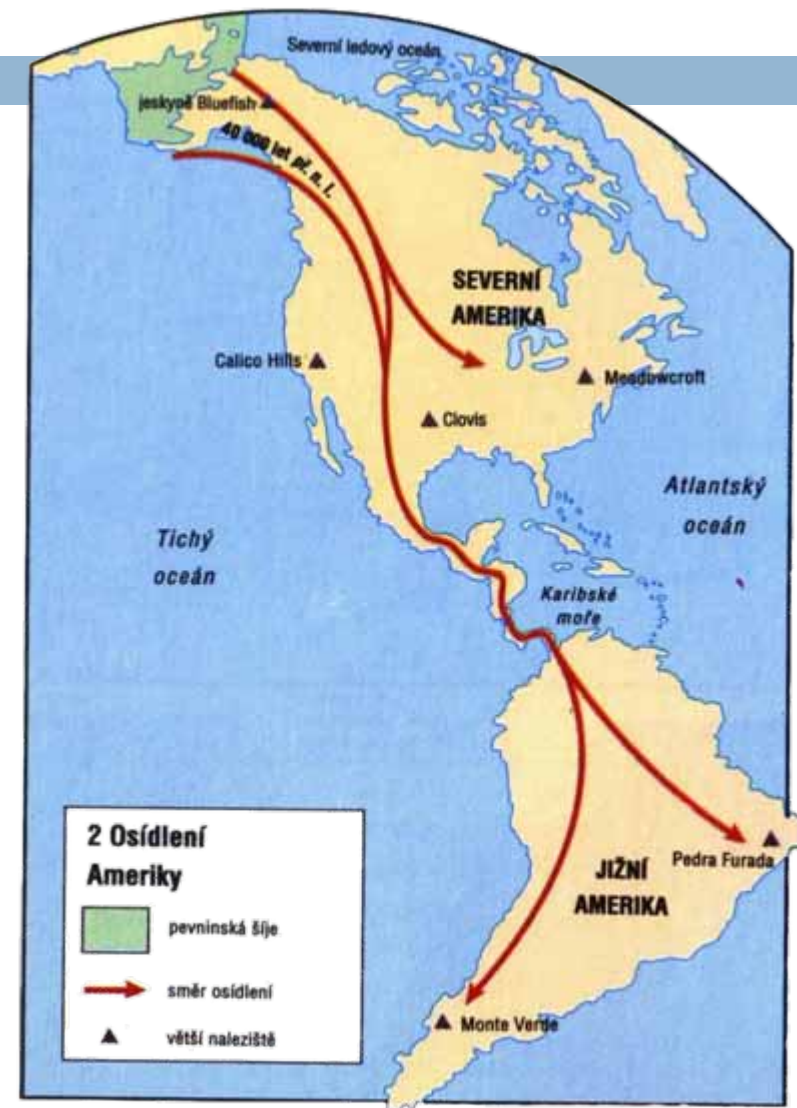 Severní ledový oceán
jeskyně Bluefish
40 000 let př. n. l.
SEVERNÍ
AMERIKA
Calico Hills
Meadowcroft
Clovis
Atlantský
oceán
Tichý
oceán
Karibské
moře
2 Osídlení
Ameriky
pevninská šíje
směr osídlení
větší naleziště
Pedra Furada
JIŽNÍ
AMERIKA
Monte Verde